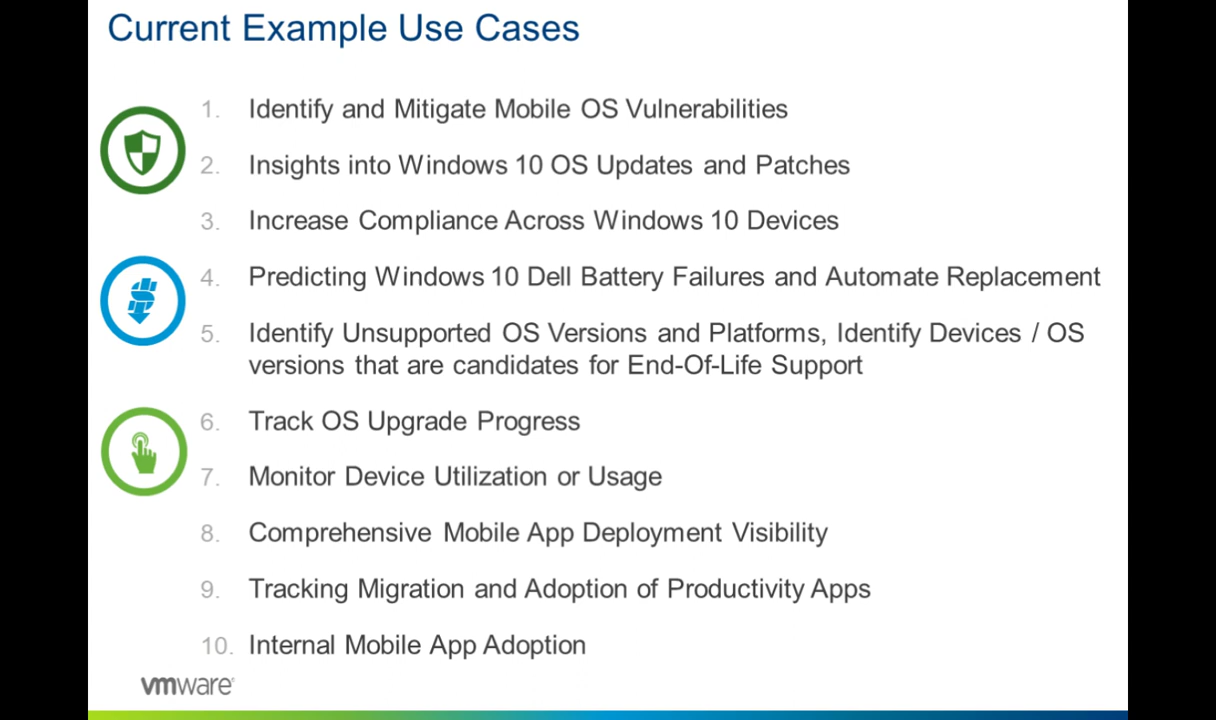 Current Example Use Cases
1. Identify and Mitigate Mobile OS Vulnerabilities
2. Insights into Windows 10 OS Updates and Patches
3. Increase Compliance Across Windows 10 Devices
4. Predicting Windows 10 Dell Battery Failures and Automate Replacement
5. Identify Unsupported OS Versions and Platforms, Identify Devices / OS
versions that are candidates for End-Of-Life Support
6. Track OS Upgrade Progress
7. Monitor Device Utilization or Usage
8. Comprehensive Mobile App Deployment Visibility
9. Tracking Migration and Adoption of Productivity Apps
10. Internal Mobile App Adoption
vmware